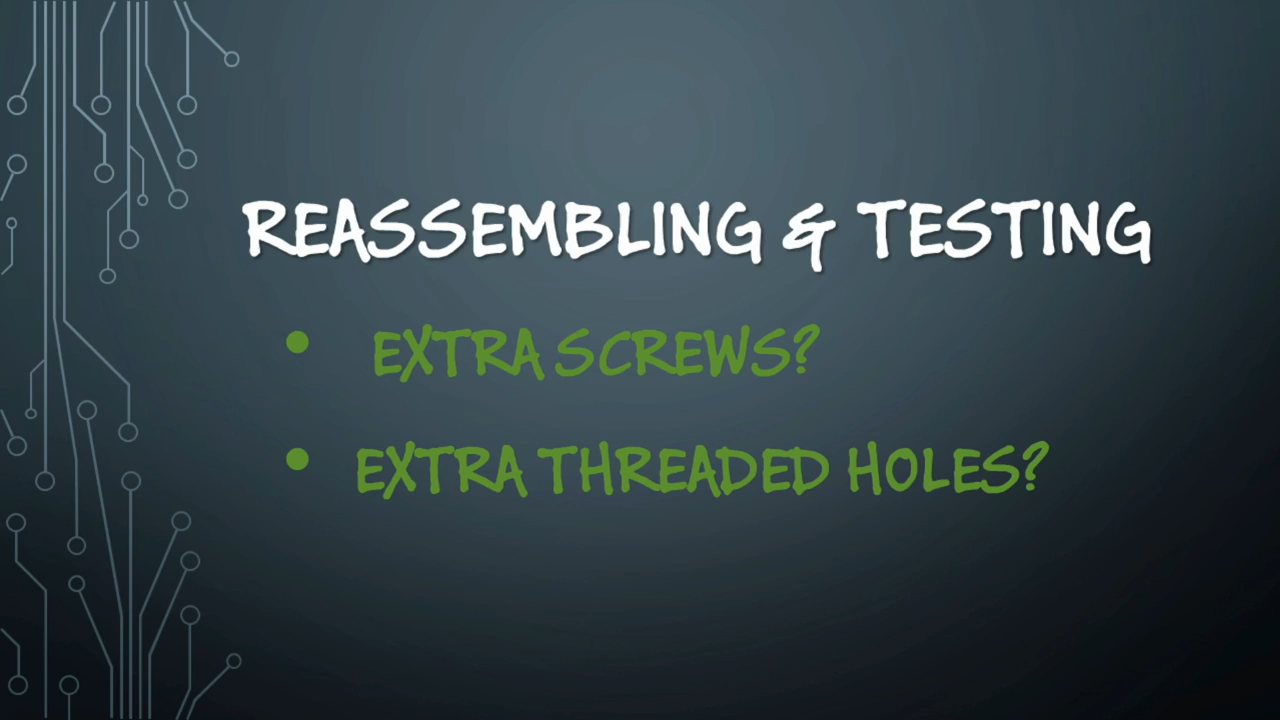 REASSEMBLING & TESTING
• EXTRA SCREWS?
• EXTRA THREADED HOLES?